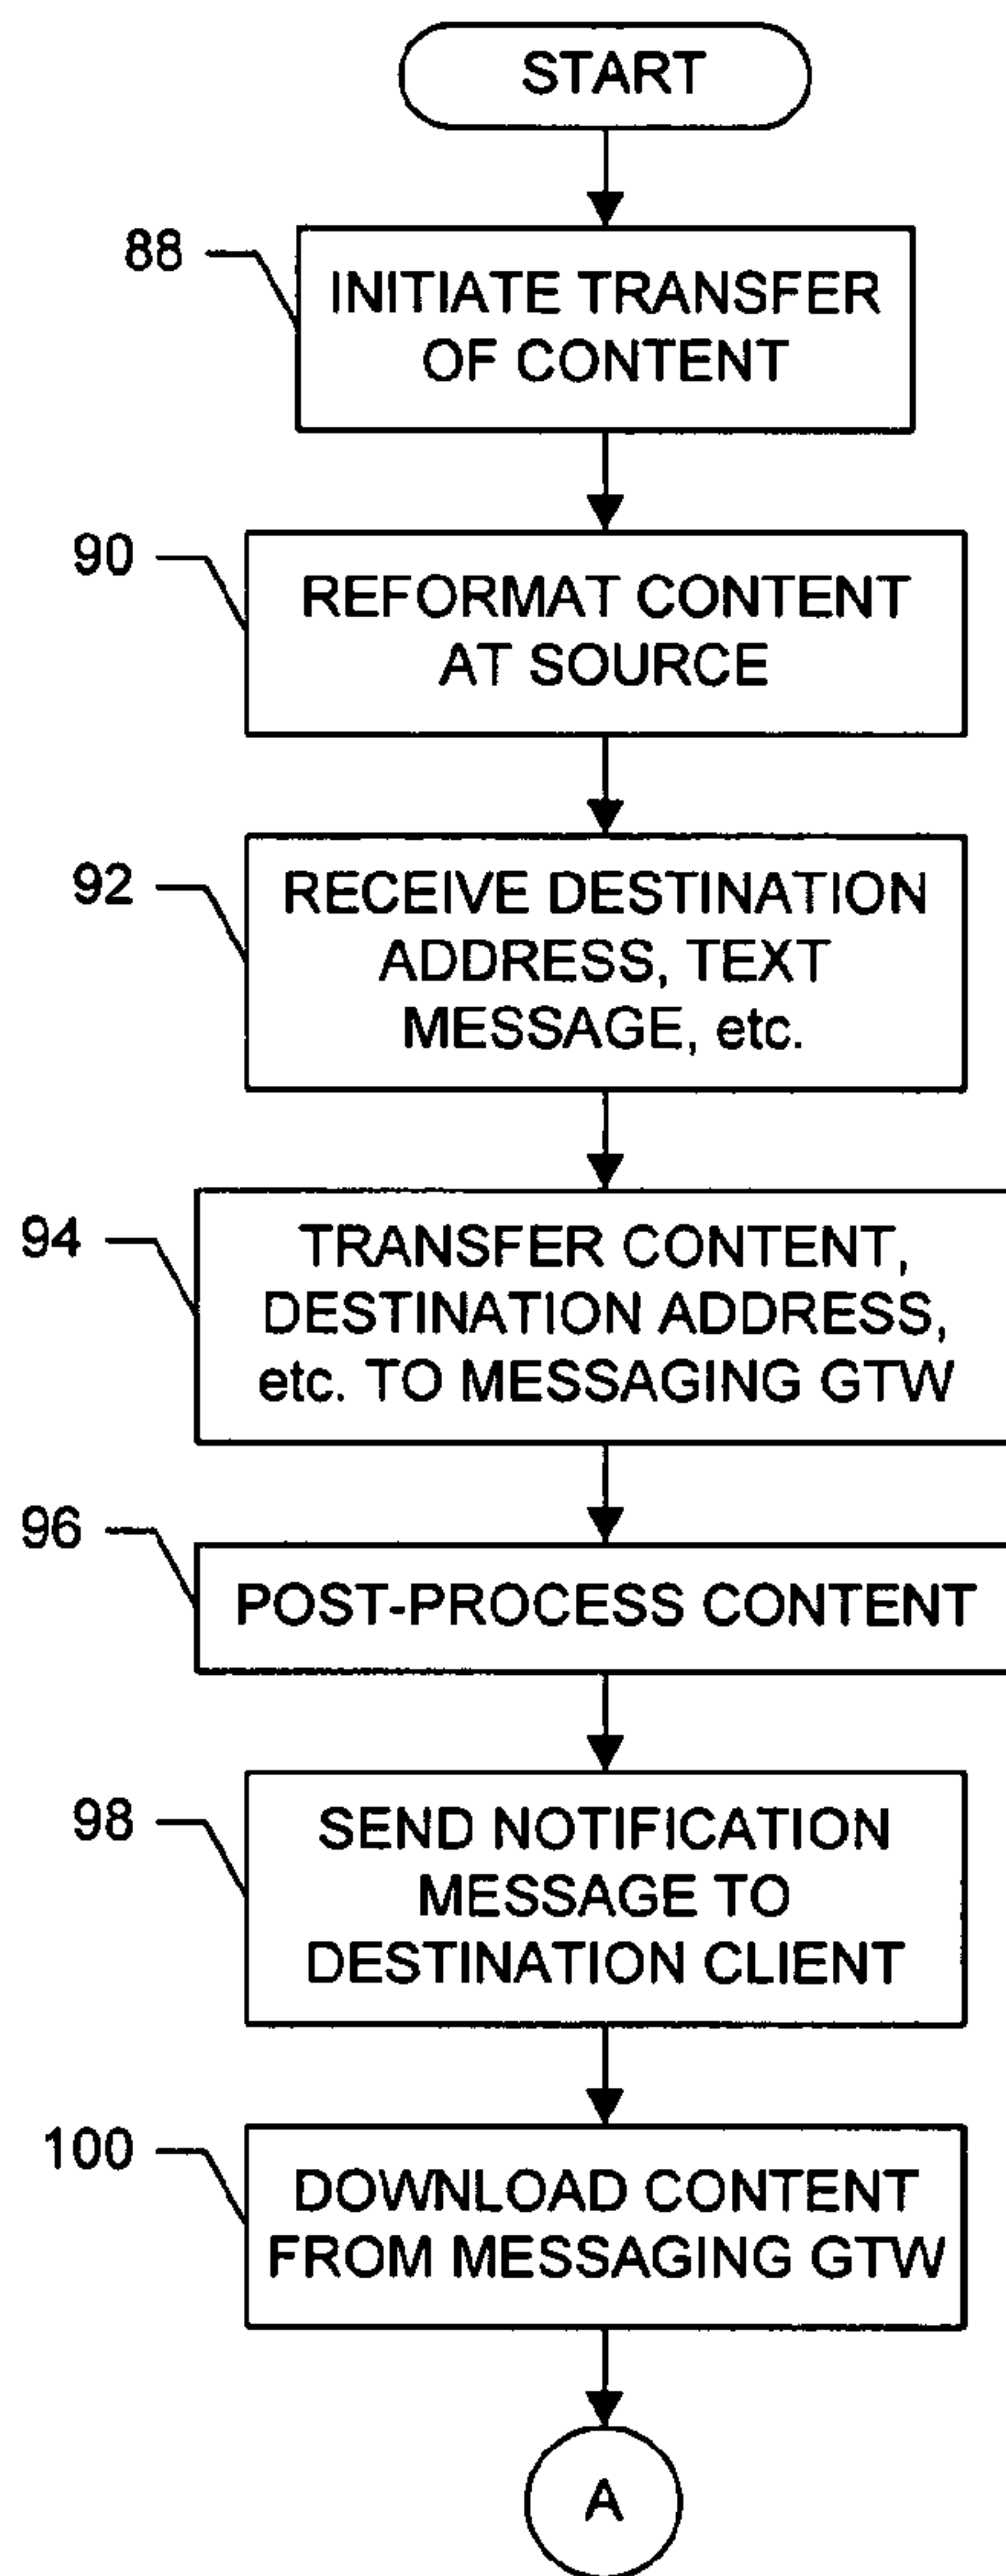 START
88
INITIATE TRANSFER
OF CONTENT
90
REFORMAT CONTENT
AT SOURCE
92
RECEIVE DESTINATION
ADDRESS, TEXT
MESSAGE, etc.
94
TRANSFER CONTENT,
DESTINATION ADDRESS,
etc. TO MESSAGING GTW
96
POST-PROCESS CONTENT
98
SEND NOTIFICATION
MESSAGE TO
DESTINATION CLIENT
100
DOWNLOAD CONTENT
FROM MESSAGING GTW
A